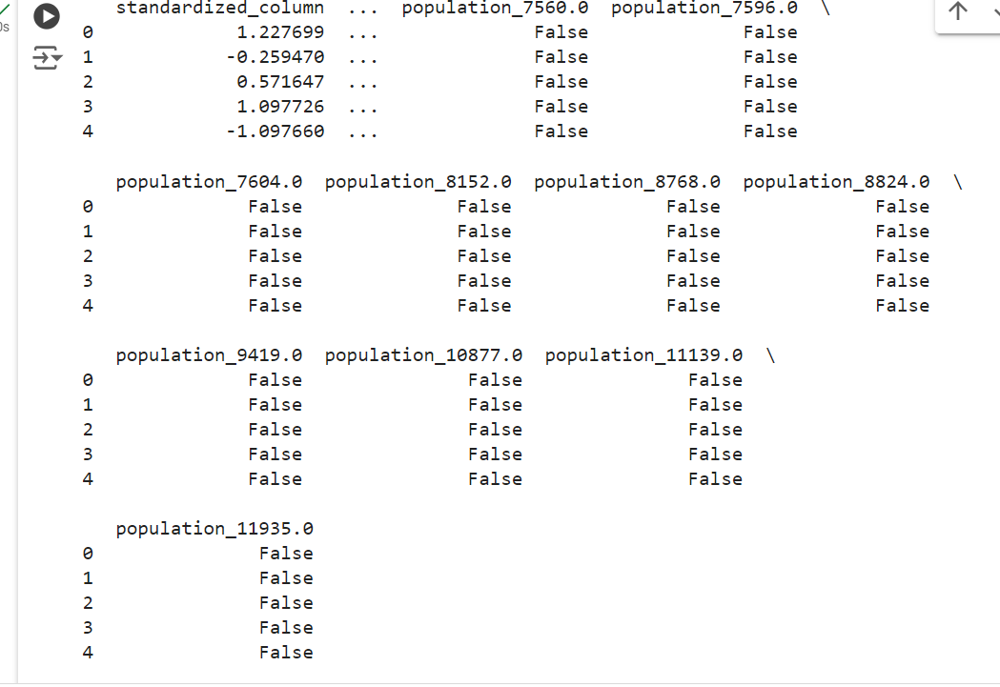 standardized_column  ...  population_7560.0  population_7596.0  \
0             1.227699  ...              False              False
1            -0.259470  ...              False              False
2             0.571647  ...              False              False
3             1.097726  ...              False              False
4            -1.097660  ...              False              False
population_7604.0  population_8152.0  population_8768.0  population_8824.0  \
0              False              False              False              False
1              False              False              False              False
2              False              False              False              False
3              False              False              False              False
4              False              False              False              False
population_9419.0  population_10877.0  population_11139.0  \
0              False               False               False
1              False               False               False
2              False               False               False
3              False               False               False
4              False               False               False
population_11935.0
0               False
1               False
2               False
3               False
4               False